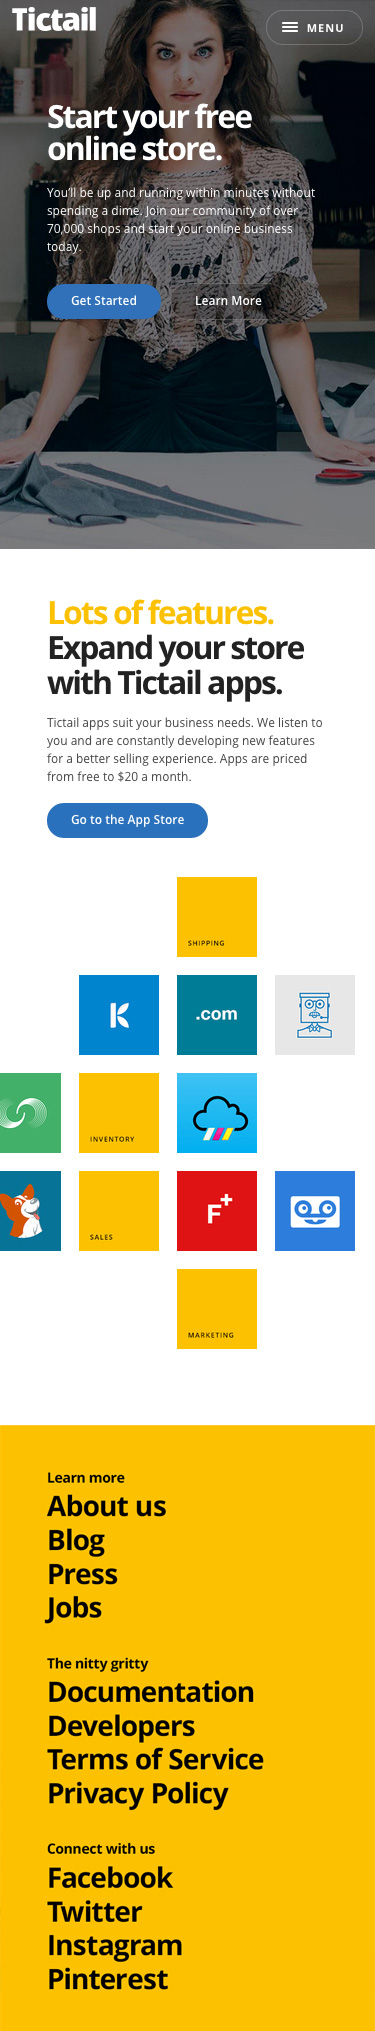 Tictail
MENU
Start your free
online store.
You'll be up and running within minutes without
spending a dime. Join our community of over
70,000 shops and start your online business
today.
Get Started
Learn More
Lots of features.
Expand your store
with Tictail apps.
Tictail apps suit your business needs. We listen to
you and are constantly developing new features
for a better selling experience. Apps are priced
from free to $20 a month.
Go to the App Store
SHIPPING
K
.com
INVENTORY
SALES
F+
MARKETING
Learn more
About us
Blog
Press
Jobs
The nitty gritty
Documentation
Developers
Terms of Service
Privacy Policy
Connect with us
Facebook
Twitter
Instagram
Pinterest